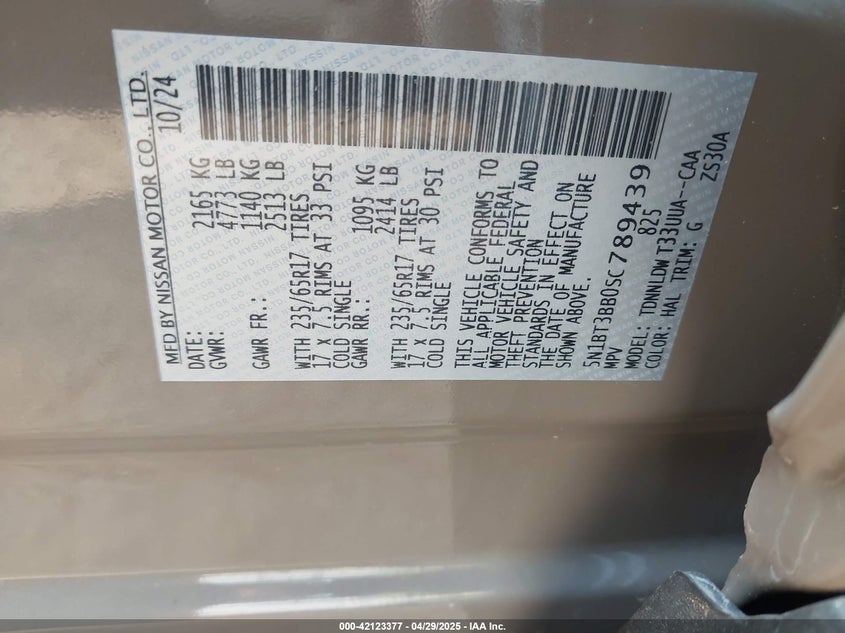 MFD BY NISSAN MOTOR CO., LTD.
DATE: 10/24
GVWR: 2165 KG
4773 LB
GAWR FR.: 1140 KG
2513 LB
WITH 235/65R17 TIRES
17 X 7.5 RIMS AT 33 PSI
COLD SINGLE
GAWR RR.: 1095 KG
2414 LB
WITH 235/65R17 TIRES
17 X 7.5 RIMS AT 30 PSI
COLD SINGLE
THIS VEHICLE CONFORMS TO
ALL APPLICABLE FEDERAL
MOTOR VEHICLE SAFETY AND
THEFT PREVENTION
STANDARDS IN EFFECT ON
THE DATE OF MANUFACTURE
SHOWN ABOVE.
5N1BT3BB0SC789439
MPV 825
MODEL: TDNNLDW T33UUA--CAA
COLOR: HAL TRIM: G ZS30A
000-42123377 - 04/29/2025 - IAA Inc.